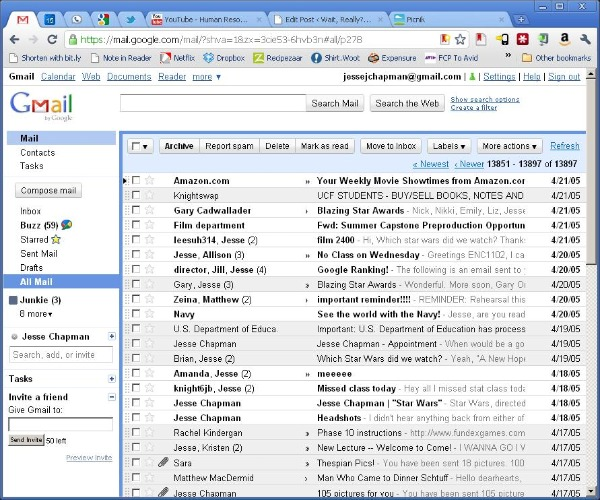 YouTube - Human Reso...
Edit Post ‹ Wait, Really?...
Picnik
https://mail.google.com/mail/?shva=1&zx=3cie53-6hvb3n#all/p278
Shorten with bit.ly Note in Reader Netflix Dropbox Redpepazaar Shirt.Woot Expensure FCP To Avid » Other bookmarks
Gmail Calendar Web Documents Reader more ▼
jessejchapman@gmail.com | Settings | Help | Sign out
Gmail
by Google
Search Mail Search the Web
Show search options
Create a filter
Mail
Contacts
Tasks
Compose mail
Inbox
Buzz (59)
Starred
Sent Mail
Drafts
All Mail
Junkie (3)
8 more ▼
Jesse Chapman
Search, add, or invite
Tasks
Invite a friend
Give Gmail to:
Send Invite 50 left
Preview Invite
Archive Report spam Delete Mark as read Move to Inbox Labels ▼ More actions ▼ Refresh
« Newest ‹ Newer 13851 - 13897 of 13897
Amazon.com » Your Weekly Movie Showtimes from Amazon.cor 4/21/05
Knightswap UCF STUDENTS - BUY/SELL BOOKS, NOTES AND 4/21/05
Gary Cadwallader » Blazing Star Awards - Nick, Nikki, Emily, Liz, Jesse 4/21/05
Film department Fwd: Summer Capstone Preproduction Opportun 4/21/05
leesuh314, Jesse (2) film 2400 - Hi, Which star wars did we watch? Thank: 4/21/05
Jesse, Allison (3) » No Class on Wednesday - Greetings ENC1102, I ca 4/20/05
director, Jill, Jesse (4) Google Ranking! - The following is an email sent to y 4/20/05
Gary, Jesse (3) » Blazing Star Awards - Wonderful. More soon, Gary Or 4/20/05
Zeina, Matthew (2) » important reminder!!!! - REMINDER: Rehearsal this 4/20/05
Navy See the world with the Navy! - Jesse, are you read 4/20/05
U.S. Department of Educa. U.S. Department: Important: Department of Education has process 4/19/05
Jesse Chapman Jesse Chapman - Appointment - When would be a go 4/19/05
Brian, Jesse (2) Which Star Wars did we watch? - Yeah, "A New Hope 4/19/05
Amanda, Jesse (2) » meeeee 4/18/05
knight6jb, Jesse (2) Missed class today - Hey all I missed stat class toda 4/18/05
Jesse Chapman Jesse Chapman | "Star Wars" - Star Wars, directed 4/18/05
Jesse Chapman Headshots - I didn't hear anything back from either of 4/18/05
Rachel Kindergan » Phase 10 instructions - http://www.fundexgames.com 4/17/05
Jesse, Kristen (2) » New Lecture -- Welcome to Come! - I WANNA GO I V 4/17/05
Sara » Thespian Pics! - You have been sent 18 pictures. 100 4/17/05
Matthew MacDermid » Man Who Came to Dinner Schtuff - Hello dearhearts, 4/17/05
Jesse Chapman 105 pictures for you - You have been sent 105 pictures 4/16/05